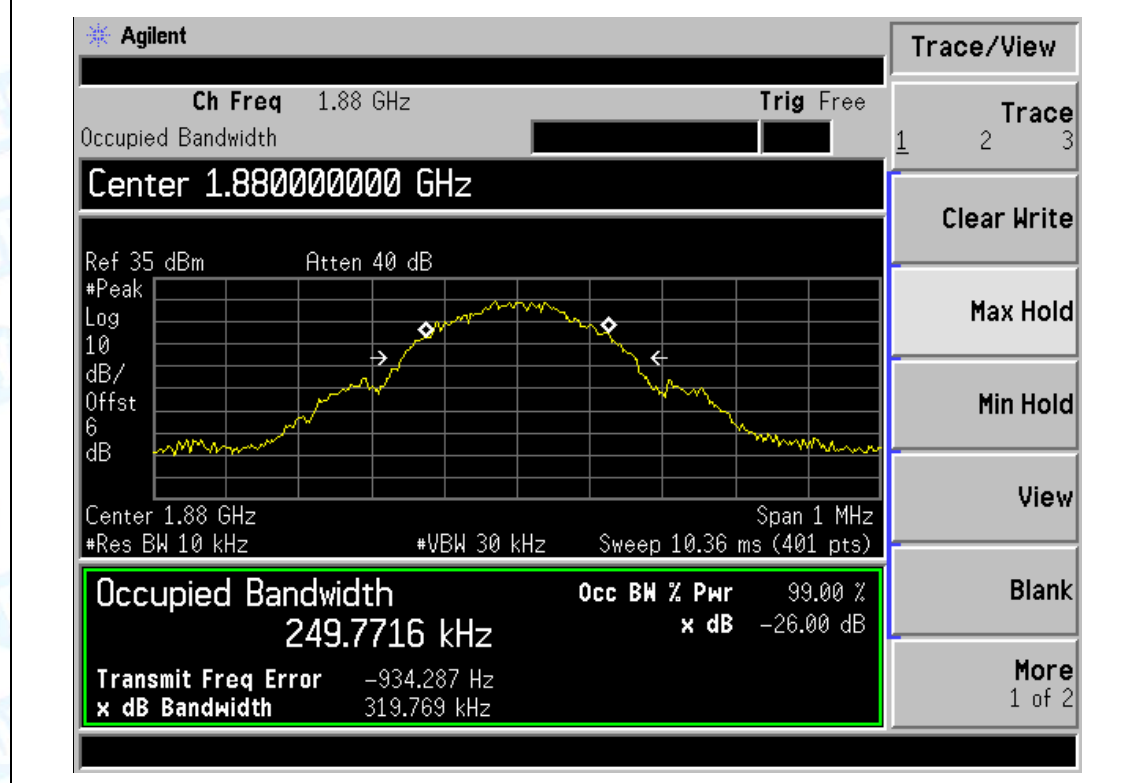 Agilent
Trace/View
Ch Freq 1.88 GHz Trig Free
Occupied Bandwidth
Trace
1 2 3
Center 1.880000000 GHz
Clear Write
Ref 35 dBm Atten 40 dB
#Peak
Log
10
dB/
Offst
6
dB
Max Hold
Min Hold
Center 1.88 GHz Span 1 MHz
#Res BW 10 kHz #VBW 30 kHz Sweep 10.36 ms (401 pts)
View
Occupied Bandwidth
249.7716 kHz
Occ BW % Pwr 99.00 %
x dB -26.00 dB
Transmit Freq Error -934.287 Hz
x dB Bandwidth 319.769 kHz
Blank
More
1 of 2